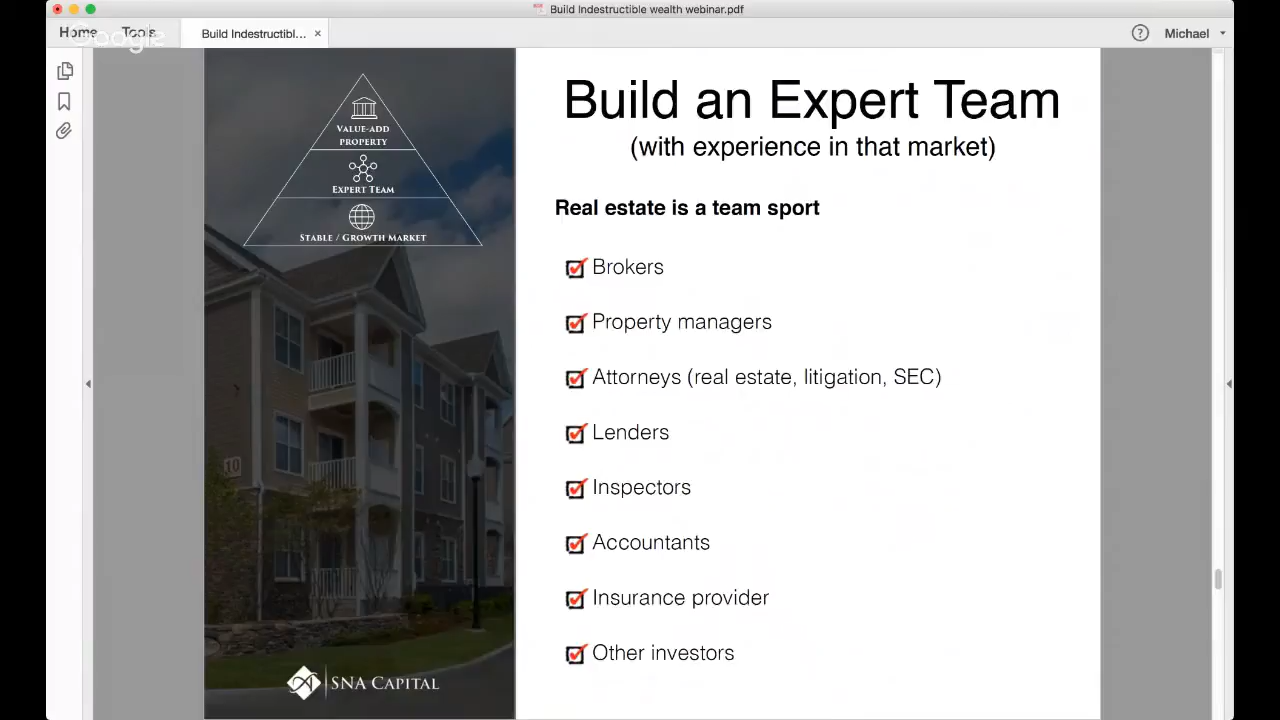 Build Indestructible wealth webinar.pdf
Home
Tools
Google
Build Indestructibl...
×
?
Michael
VALUE-ADD
PROPERTY
EXPERT TEAM
STABLE / GROWTH MARKET
10
SNA CAPITAL
Build an Expert Team
(with experience in that market)
Real estate is a team sport
Brokers
Property managers
Attorneys (real estate, litigation, SEC)
Lenders
Inspectors
Accountants
Insurance provider
Other investors